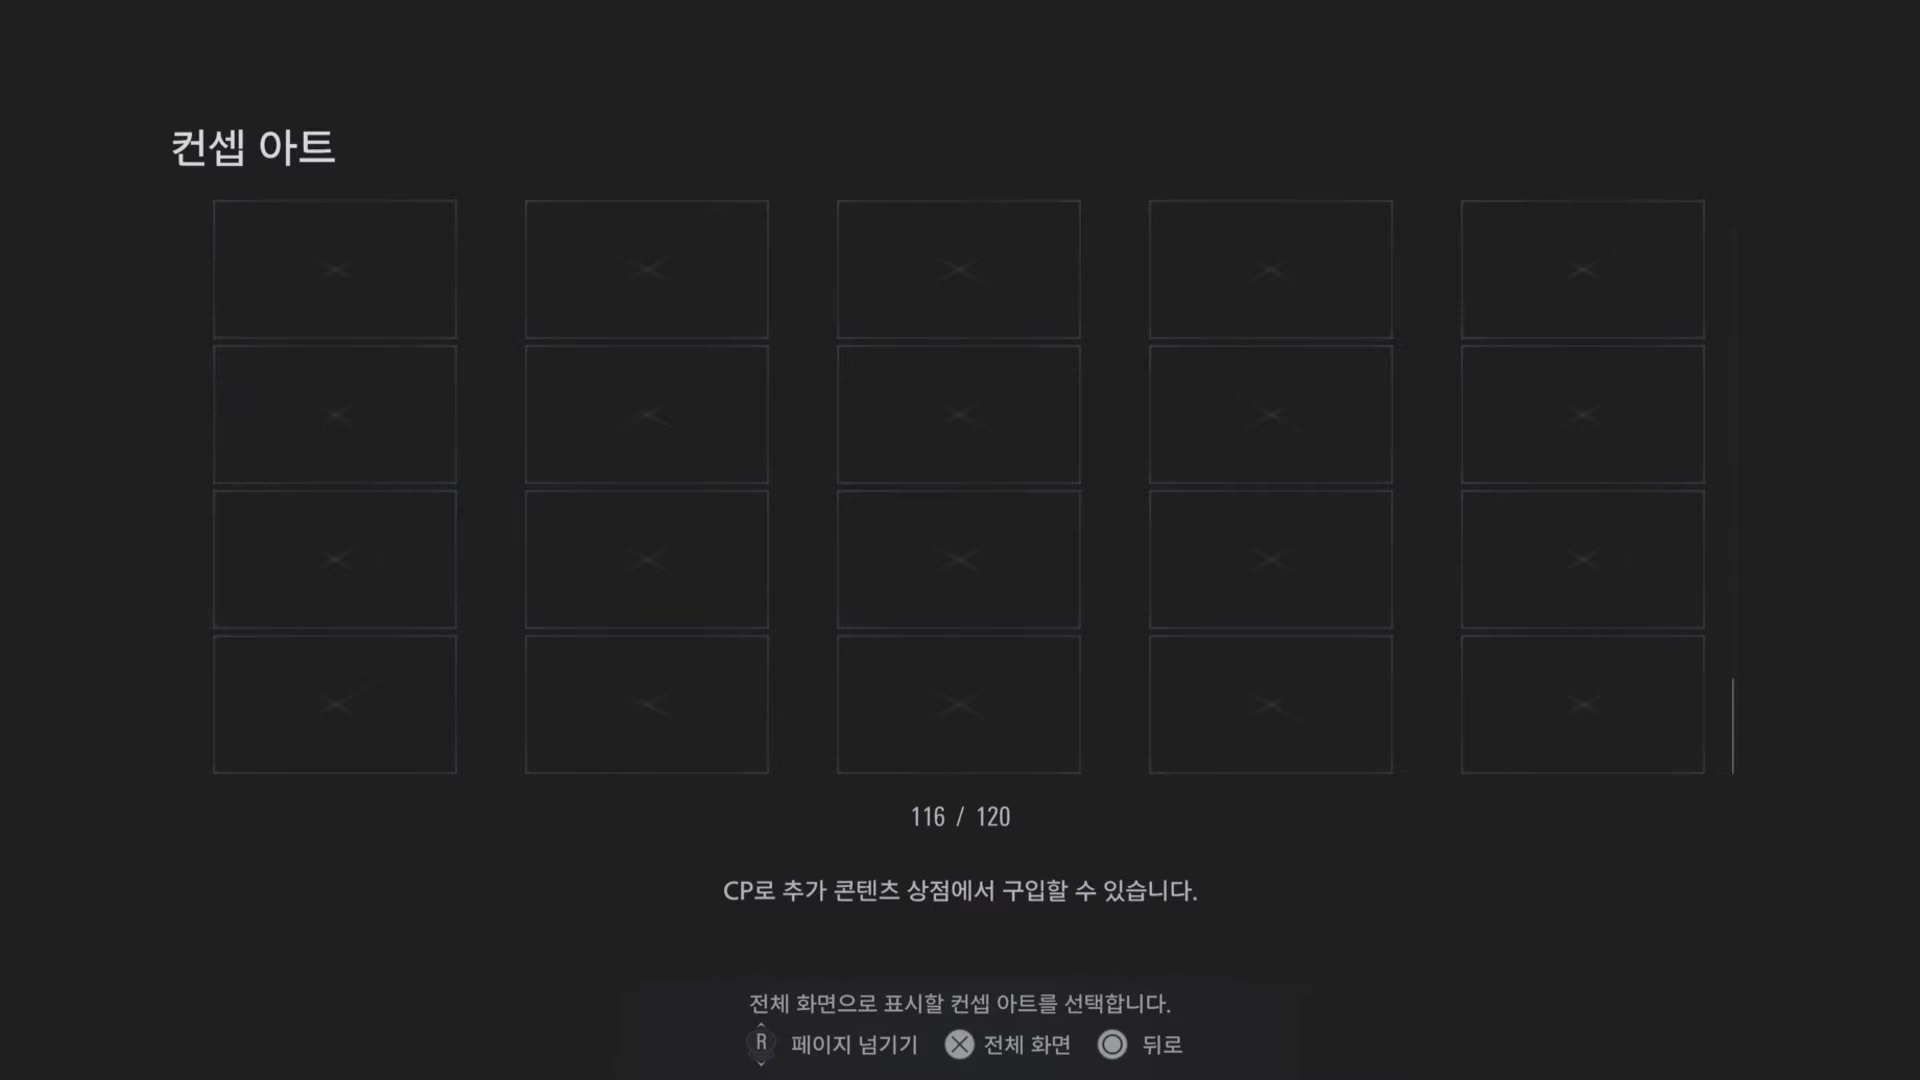 컨셉 아트
116 / 120
CP로 추가 콘텐츠 상점에서 구입할 수 있습니다.
전체 화면으로 표시할 컨셉 아트를 선택합니다.
R 페이지 넘기기 전체 화면 뒤로